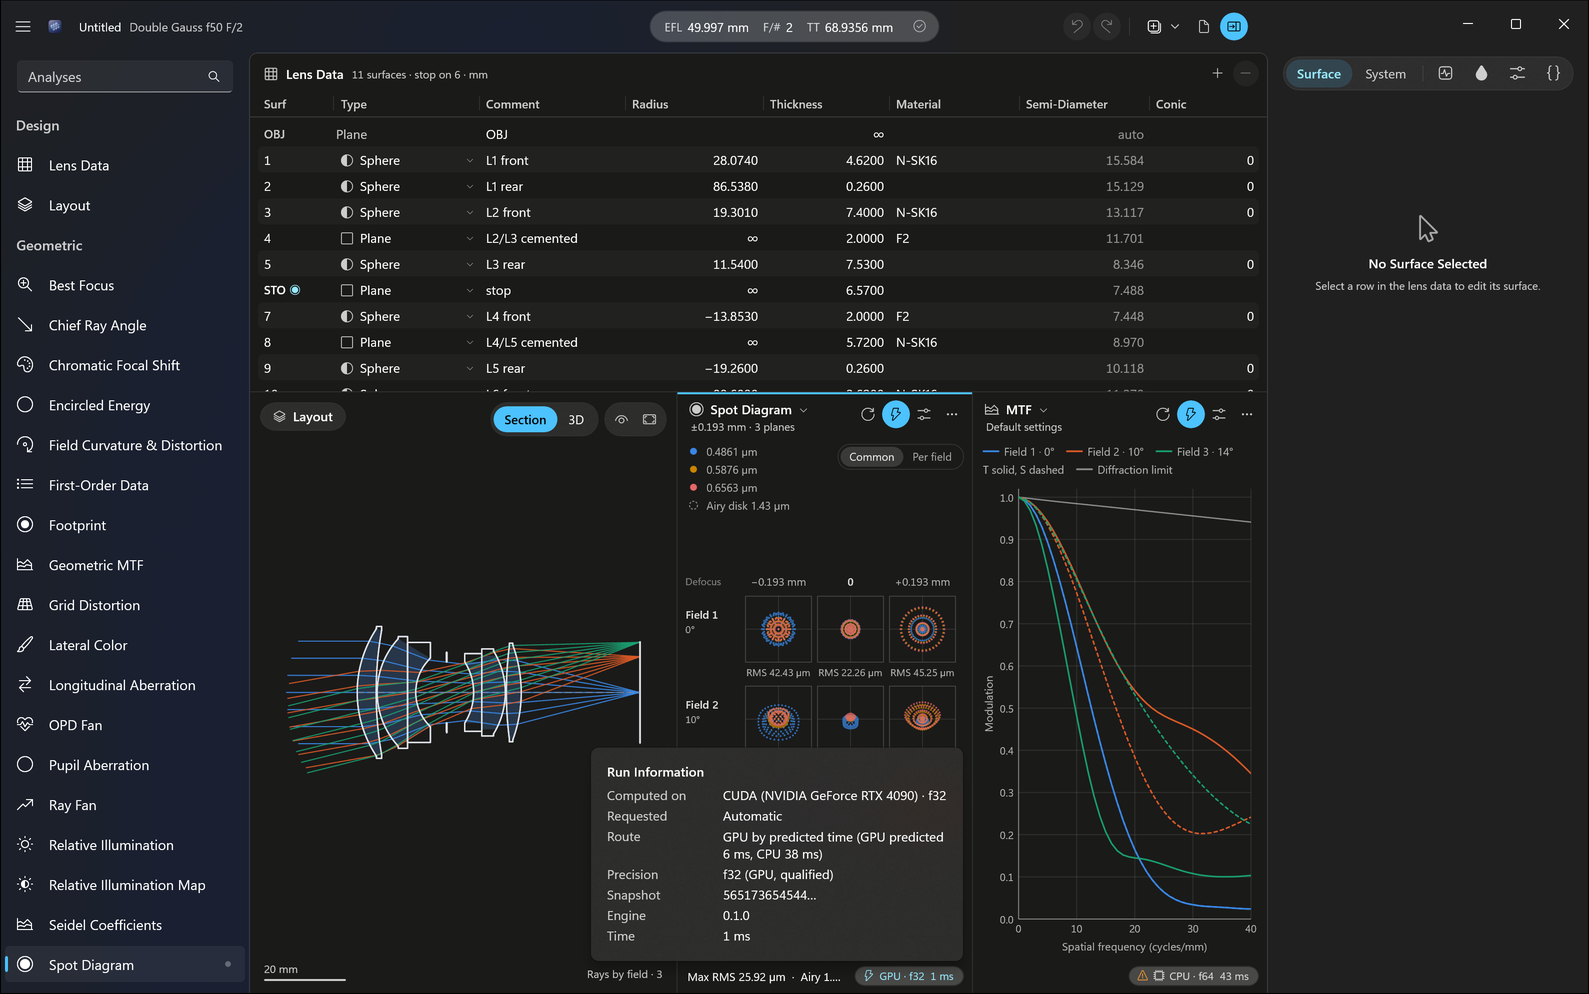 Untitled Double Gauss f50 F/2
EFL 49.997 mm F/# 2 TT 68.9356 mm
Analyses
Design
Lens Data
Layout
Geometric
Best Focus
Chief Ray Angle
Chromatic Focal Shift
Encircled Energy
Field Curvature & Distortion
First-Order Data
Footprint
Geometric MTF
Grid Distortion
Lateral Color
Longitudinal Aberration
OPD Fan
Pupil Aberration
Ray Fan
Relative Illumination
Relative Illumination Map
Seidel Coefficients
Spot Diagram
Lens Data 11 surfaces · stop on 6 · mm
Surf Type Comment Radius Thickness Material Semi-Diameter Conic
OBJ Plane OBJ ∞ auto
1 Sphere L1 front 28.0740 4.6200 N-SK16 15.584 0
2 Sphere L1 rear 86.5380 0.2600 15.129 0
3 Sphere L2 front 19.3010 7.4000 N-SK16 13.117 0
4 Plane L2/L3 cemented ∞ 2.0000 F2 11.701
5 Sphere L3 rear 11.5400 7.5300 8.346 0
STO Plane stop ∞ 6.5700 7.488
7 Sphere L4 front −13.8530 2.0000 F2 7.448 0
8 Plane L4/L5 cemented ∞ 5.7200 N-SK16 8.970
9 Sphere L5 rear −19.2600 0.2600 10.118 0
Layout
Section 3D
20 mm
Rays by field · 3
Spot Diagram
±0.193 mm · 3 planes
0.4861 µm
0.5876 µm
0.6563 µm
Airy disk 1.43 µm
Common Per field
Defocus −0.193 mm 0 +0.193 mm
Field 1
0°
RMS 42.43 µm RMS 22.26 µm RMS 45.25 µm
Field 2
10°
Run Information
Computed on CUDA (NVIDIA GeForce RTX 4090) · f32
Requested Automatic
Route GPU by predicted time (GPU predicted
6 ms, CPU 38 ms)
Precision f32 (GPU, qualified)
Snapshot 565173654544...
Engine 0.1.0
Time 1 ms
Max RMS 25.92 µm · Airy 1....
GPU · f32 1 ms
MTF
Default settings
Field 1 · 0° Field 2 · 10° Field 3 · 14°
T solid, S dashed Diffraction limit
Modulation
1.0
0.9
0.8
0.7
0.6
0.5
0.4
0.3
0.2
0.1
0.0
0 10 20 30 40
Spatial frequency (cycles/mm)
CPU · f64 43 ms
Surface System {}
No Surface Selected
Select a row in the lens data to edit its surface.